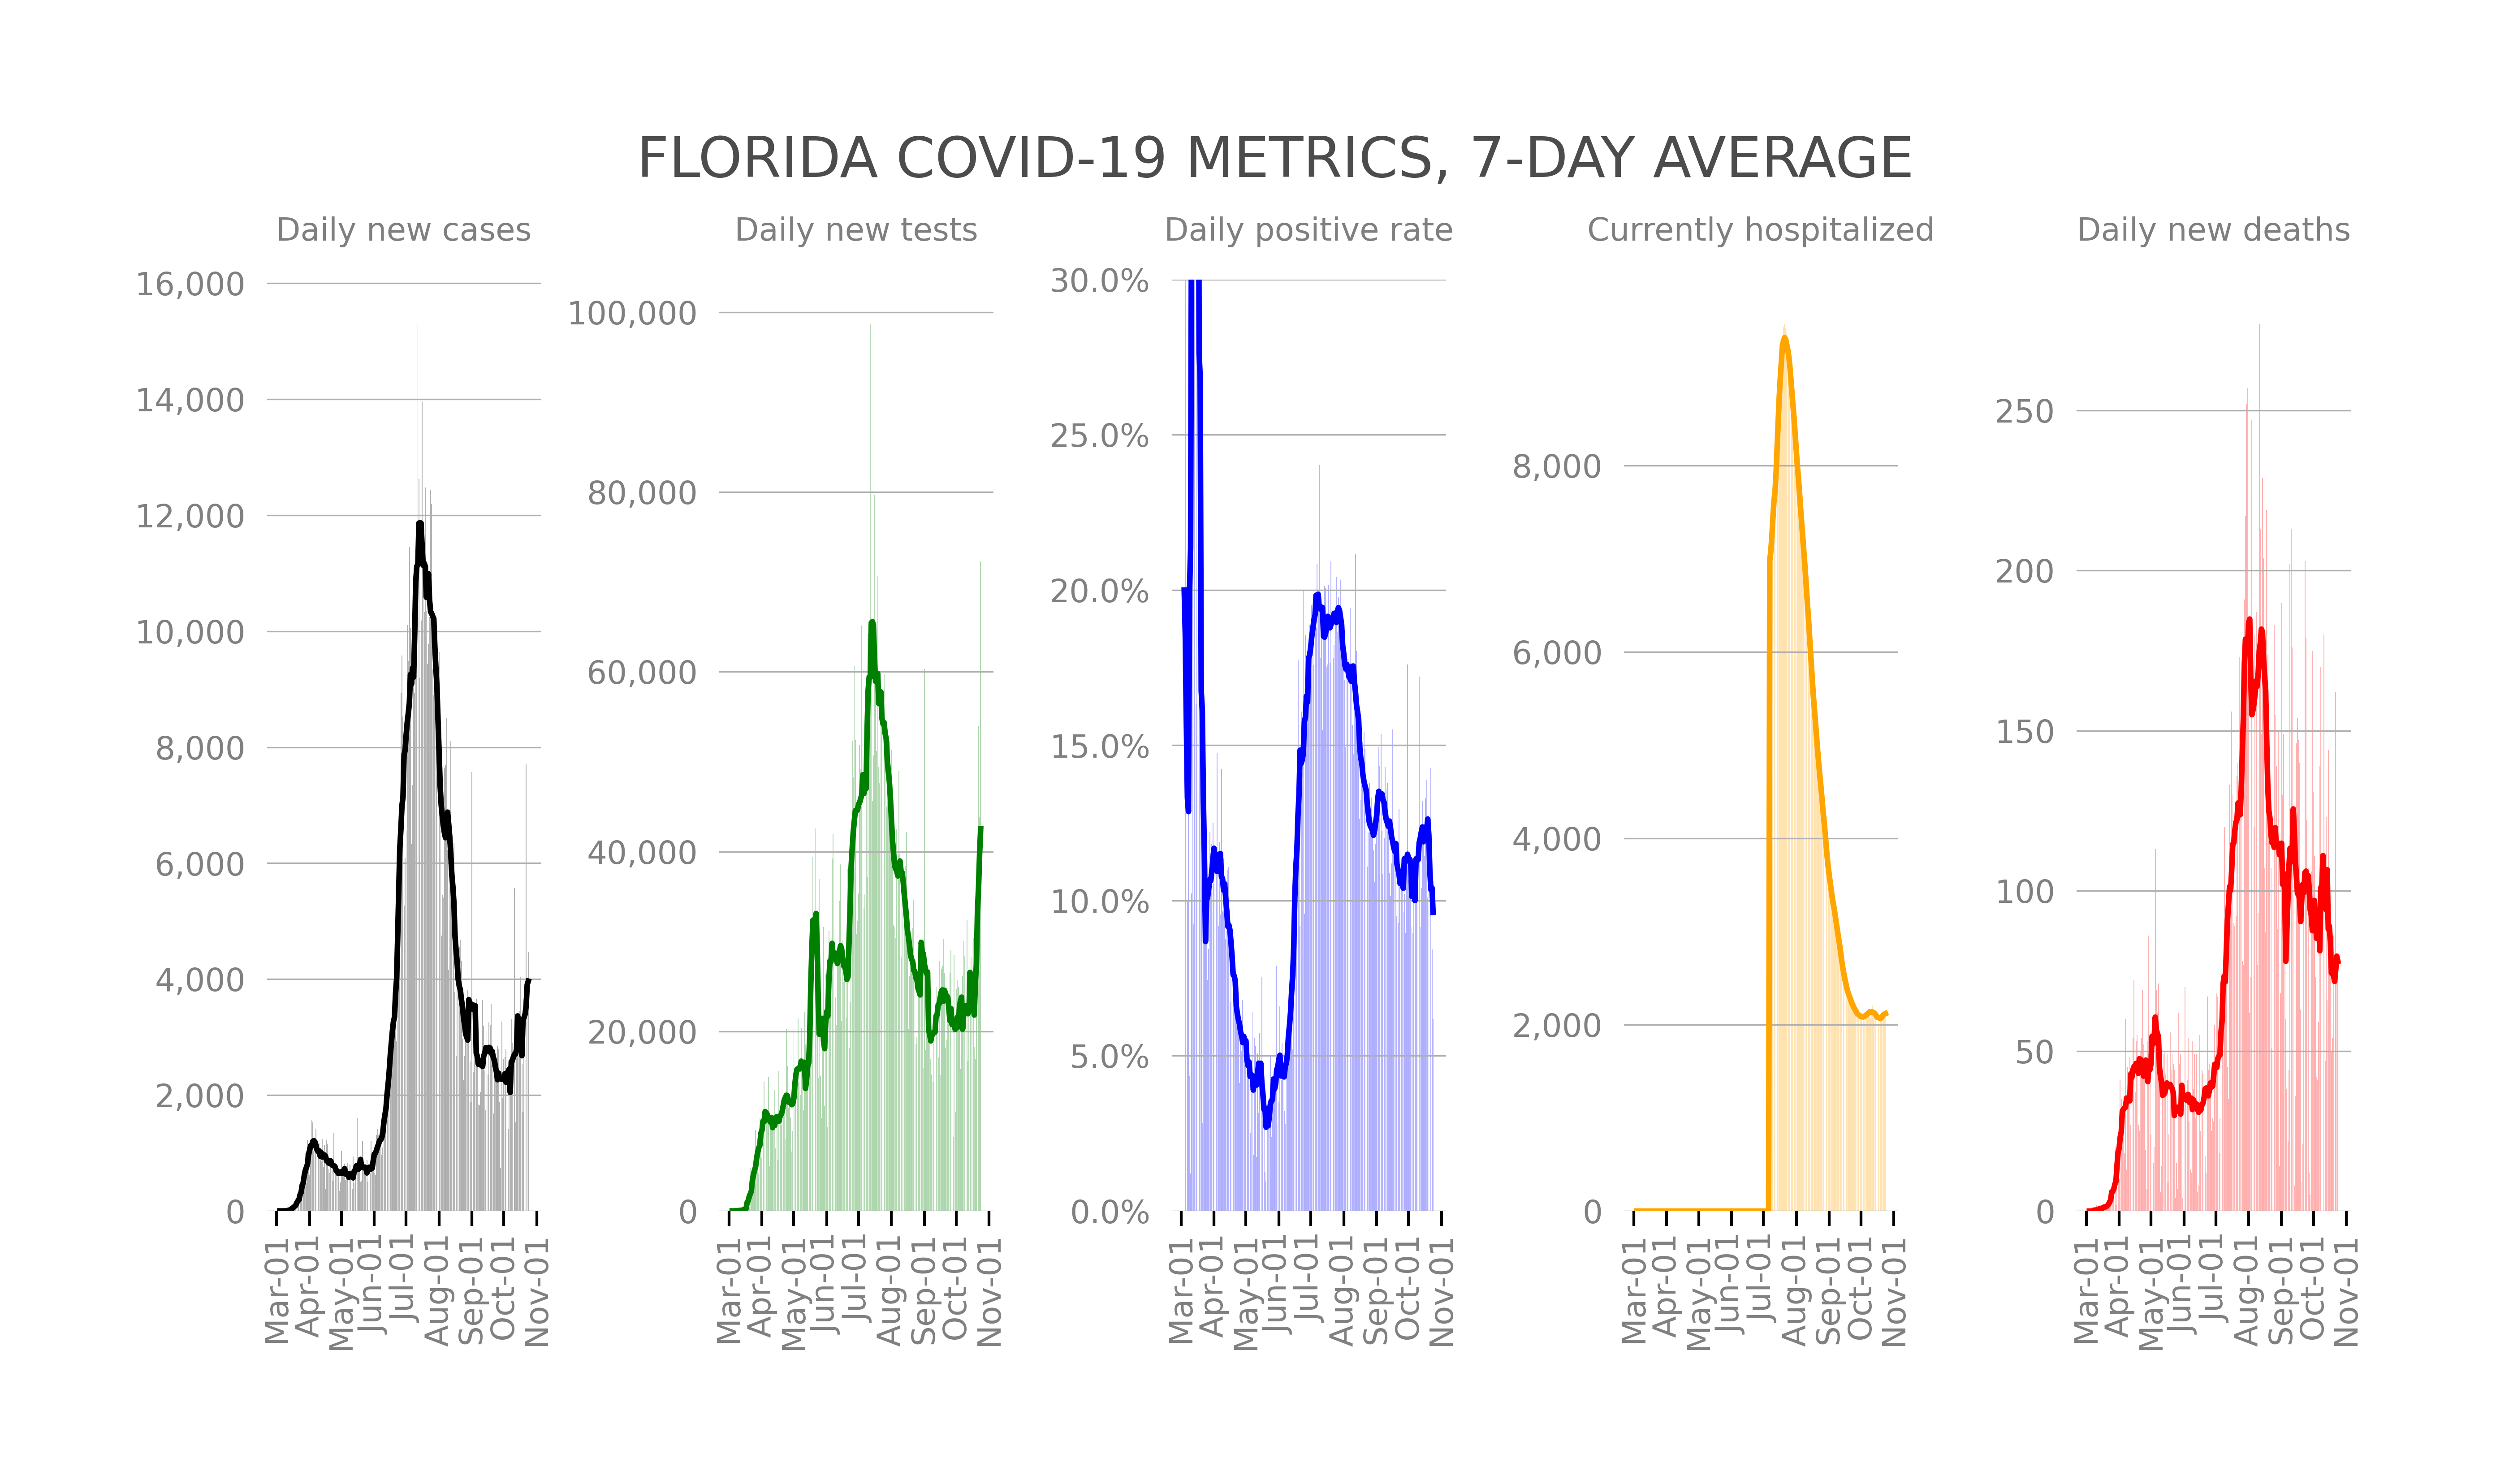 FLORIDA COVID-19 METRICS, 7-DAY AVERAGE
Daily new cases
16,000
14,000
12,000
10,000
8,000
6,000
4,000
2,000
0
Mar-01
Apr-01
May-01
Jun-01
Jul-01
Aug-01
Sep-01
Oct-01
Nov-01
Daily new tests
100,000
80,000
60,000
40,000
20,000
0
Mar-01
Apr-01
May-01
Jun-01
Jul-01
Aug-01
Sep-01
Oct-01
Nov-01
Daily positive rate
30.0%
25.0%
20.0%
15.0%
10.0%
5.0%
0.0%
Mar-01
Apr-01
May-01
Jun-01
Jul-01
Aug-01
Sep-01
Oct-01
Nov-01
Currently hospitalized
8,000
6,000
4,000
2,000
0
Mar-01
Apr-01
May-01
Jun-01
Jul-01
Aug-01
Sep-01
Oct-01
Nov-01
Daily new deaths
250
200
150
100
50
0
Mar-01
Apr-01
May-01
Jun-01
Jul-01
Aug-01
Sep-01
Oct-01
Nov-01